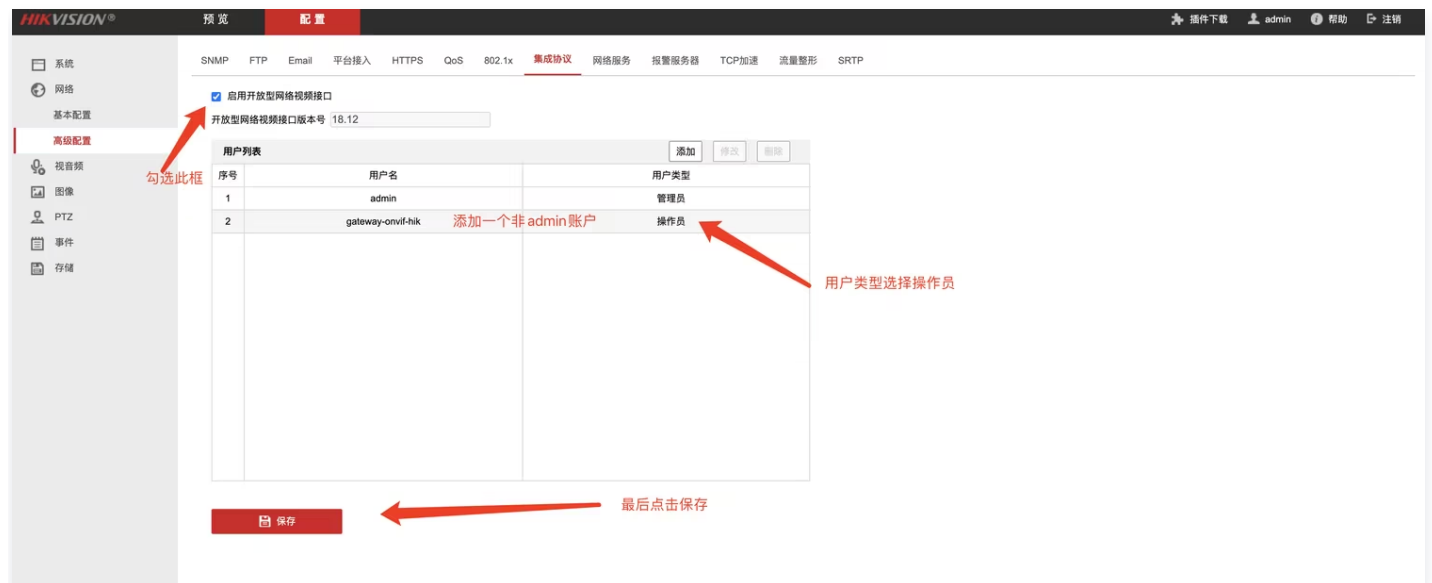 HIKVISION® 预览 配置 插件下载 admin 帮助 注销
SNMP FTP Email 平台接入 HTTPS QoS 802.1x 集成协议 网络服务 报警服务器 TCP加速 流量整形 SRTP
系统
网络
基本配置
高级配置
视音频
图像
PTZ
事件
存储
启用开放型网络视频接口
开放型网络视频接口版本号 18.12
勾选此框
用户列表 添加 修改 删除
序号 用户名 用户类型
1 admin 管理员
2 gateway-onvif-hik 添加一个非admin账户 操作员
用户类型选择操作员
最后点击保存
保存